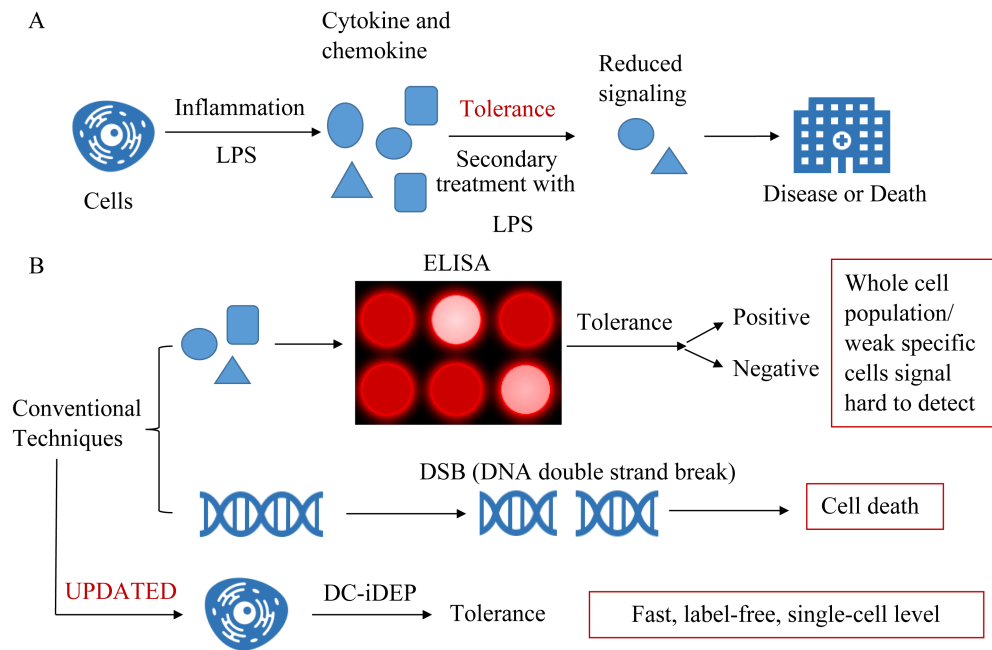 A
Cytokine and
chemokine
Inflammation
LPS
Cells
Tolerance
Secondary
treatment with
LPS
Reduced
signaling
Disease or Death
B
Conventional
Techniques
ELISA
Tolerance
Positive
Negative
Whole cell
population/
weak specific
cells signal
hard to detect
DSB (DNA double strand break)
Cell death
UPDATED
DC-iDEP
Tolerance
Fast, label-free, single-cell level